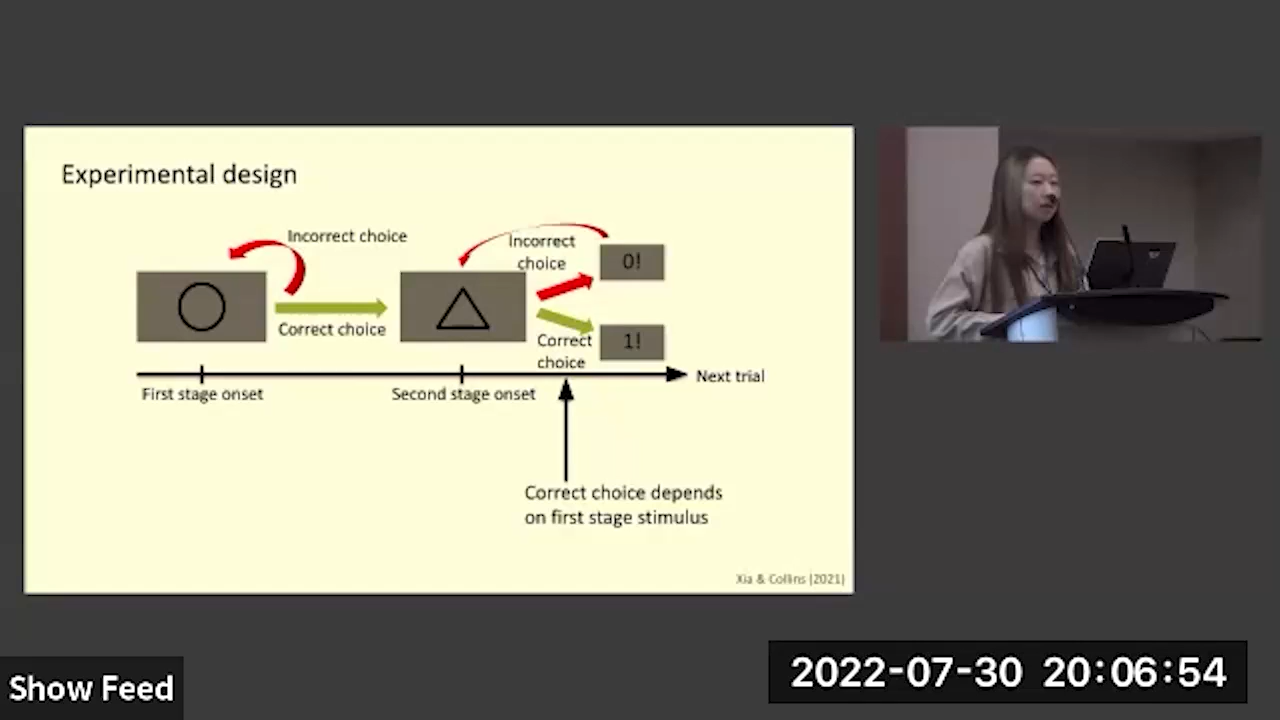 Experimental design
Incorrect choice
Incorrect
choice
0!
Correct choice
Correct
choice
1!
First stage onset
Second stage onset
Next trial
Correct choice depends
on first stage stimulus
Xia & Collins (2021)
Show Feed
2022-07-30 20:06:54